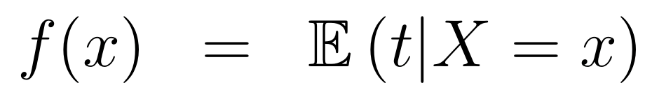 f(x) = 𝔼(t|X = x)